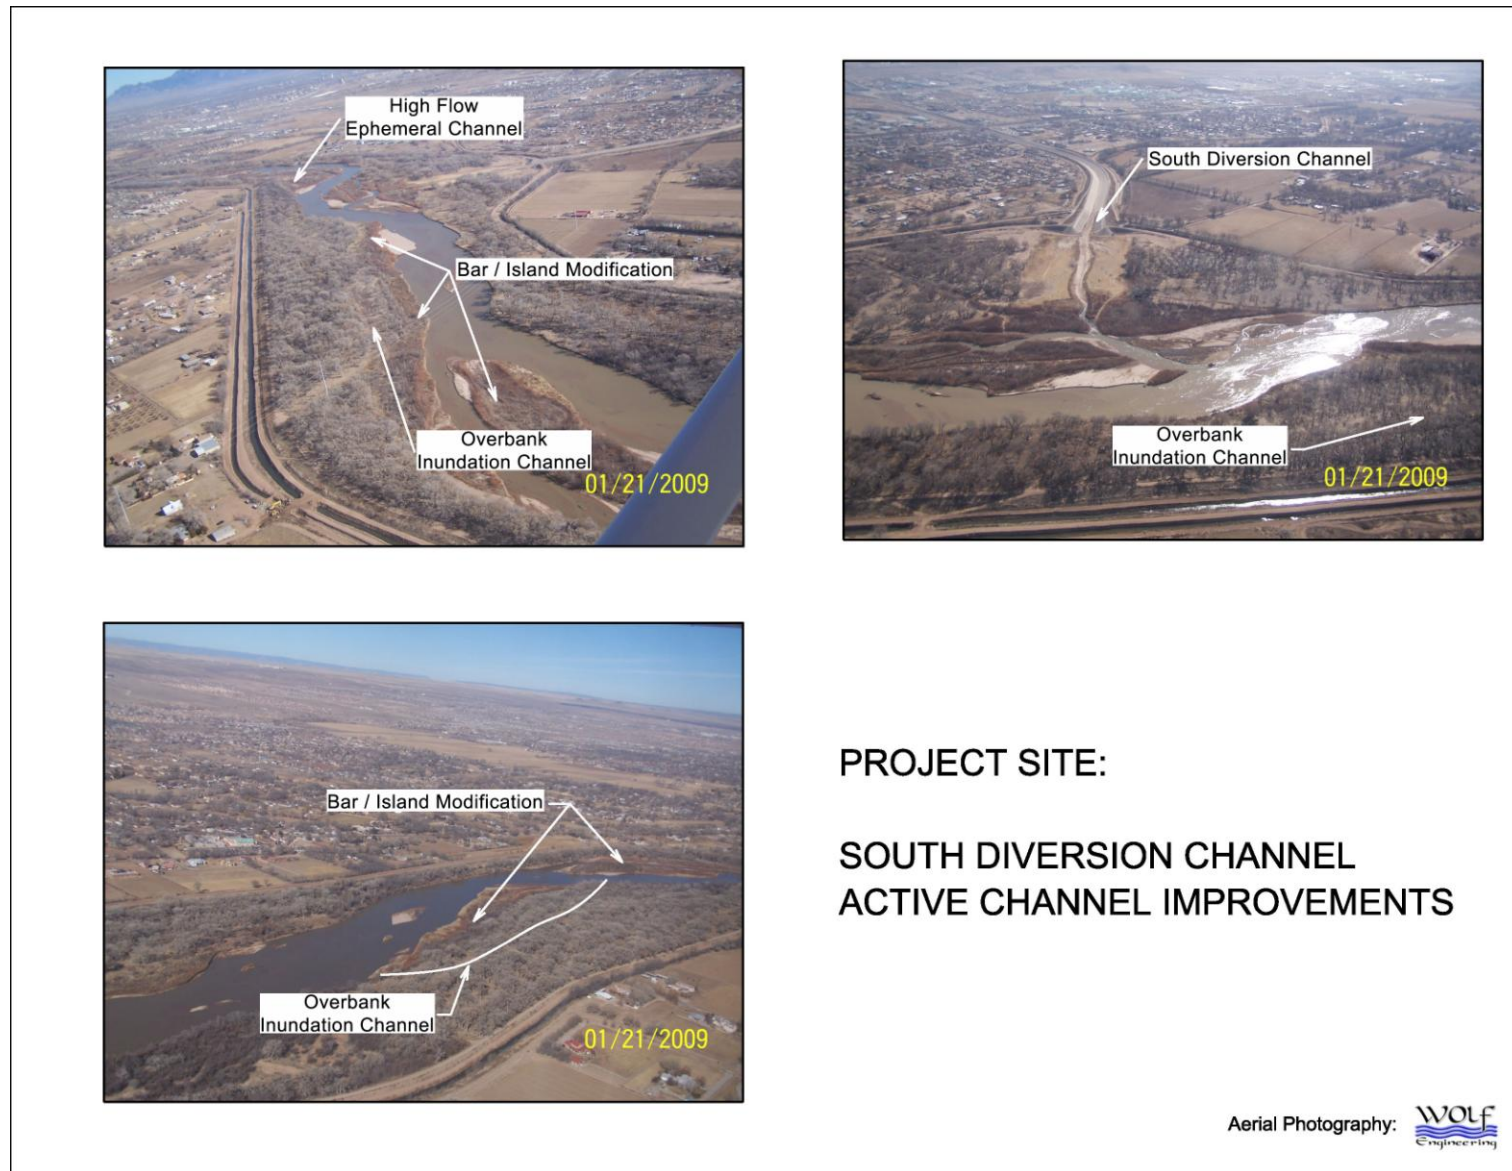 High Flow
Ephemeral Channel
Bar / Island Modification
Overbank
Inundation Channel
01/21/2009
South Diversion Channel
Overbank
Inundation Channel
01/21/2009
Bar / Island Modification
Overbank
Inundation Channel
01/21/2009
PROJECT SITE:
SOUTH DIVERSION CHANNEL
ACTIVE CHANNEL IMPROVEMENTS
Aerial Photography:
WOLF
Engineering